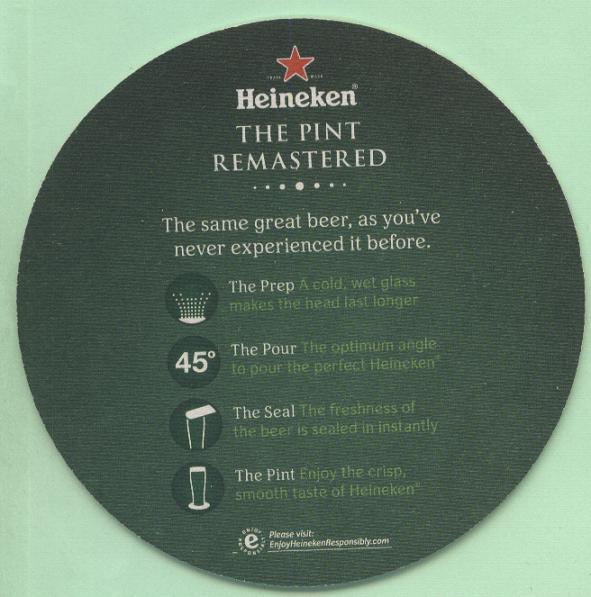 TRADE MARK
Heineken®
THE PINT
REMASTERED
The same great beer, as you've
never experienced it before.
The Prep A cold, wet glass
makes the head last longer
45°
The Pour The optimum angle
to pour the perfect Heineken®
The Seal The freshness of
the beer is sealed in instantly
The Pint Enjoy the crisp,
smooth taste of Heineken®
ENJOY
e
RESPONSIBLY
Please visit:
EnjoyHeinekenResponsibly.com